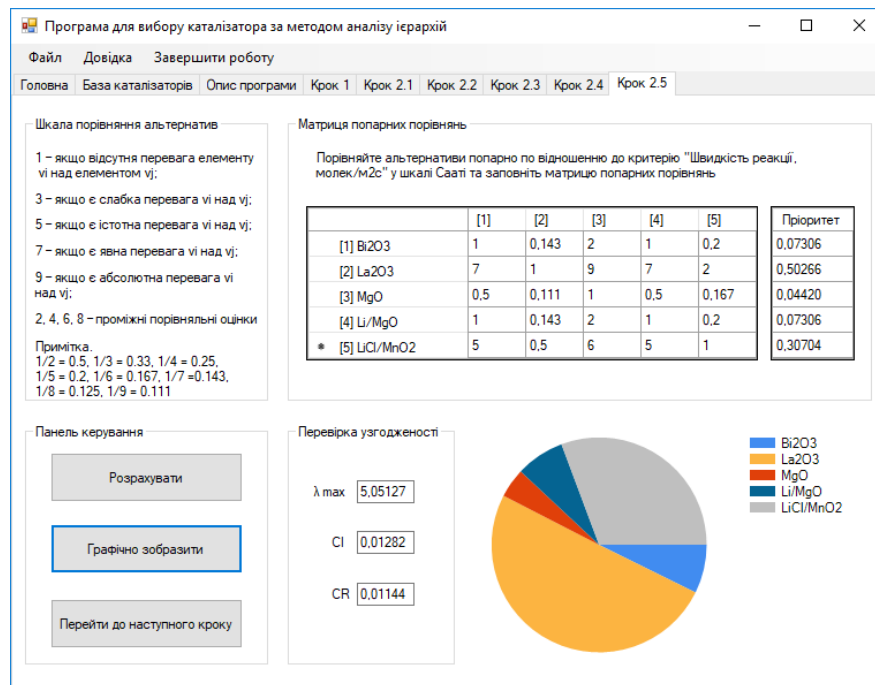 Програма для вибору каталізатора за методом аналізу ієрархій
Файл Довідка Завершити роботу
Головна База каталізаторів Опис програми Крок 1 Крок 2.1 Крок 2.2 Крок 2.3 Крок 2.4 Крок 2.5
Шкала порівняння альтернатив
1 – якщо відсутня перевага елементу
vi над елементом vj;
3 – якщо є слабка перевага vi над vj;
5 – якщо є істотна перевага vi над vj;
7 – якщо є явна перевага vi над vj;
9 – якщо є абсолютна перевага vi
над vj;
2, 4, 6, 8 – проміжні порівняльні оцінки
Примітка.
1/2 = 0.5, 1/3 = 0.33, 1/4 = 0.25,
1/5 = 0.2, 1/6 = 0.167, 1/7 =0.143,
1/8 = 0.125, 1/9 = 0.111
Матриця попарних порівнянь
Порівняйте альтернативи попарно по відношенню до критерію "Швидкість реакції,
молек/м2с" у шкалі Сааті та заповніть матрицю попарних порівнянь
[1] [2] [3] [4] [5] Пріоритет
[1] Bi2O3 1 0,143 2 1 0,2 0,07306
[2] La2O3 7 1 9 7 2 0,50266
[3] MgO 0,5 0,111 1 0,5 0,167 0,04420
[4] Li/MgO 1 0,143 2 1 0,2 0,07306
* [5] LiCl/MnO2 5 0,5 6 5 1 0,30704
Панель керування
Розрахувати
Графічно зобразити
Перейти до наступного кроку
Перевірка узгодженості
λ max 5,05127
CI 0,01282
CR 0,01144
Bi2O3
La2O3
MgO
Li/MgO
LiCl/MnO2